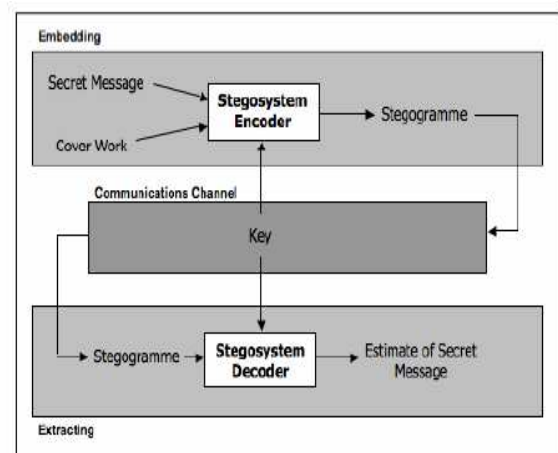 Embedding
Secret Message
Stegosystem
Encoder
Stegogramme
Cover Work
Communications Channel
Key
Stegogramme
Stegosystem
Decoder
Estimate of Secret
Message
Extracting